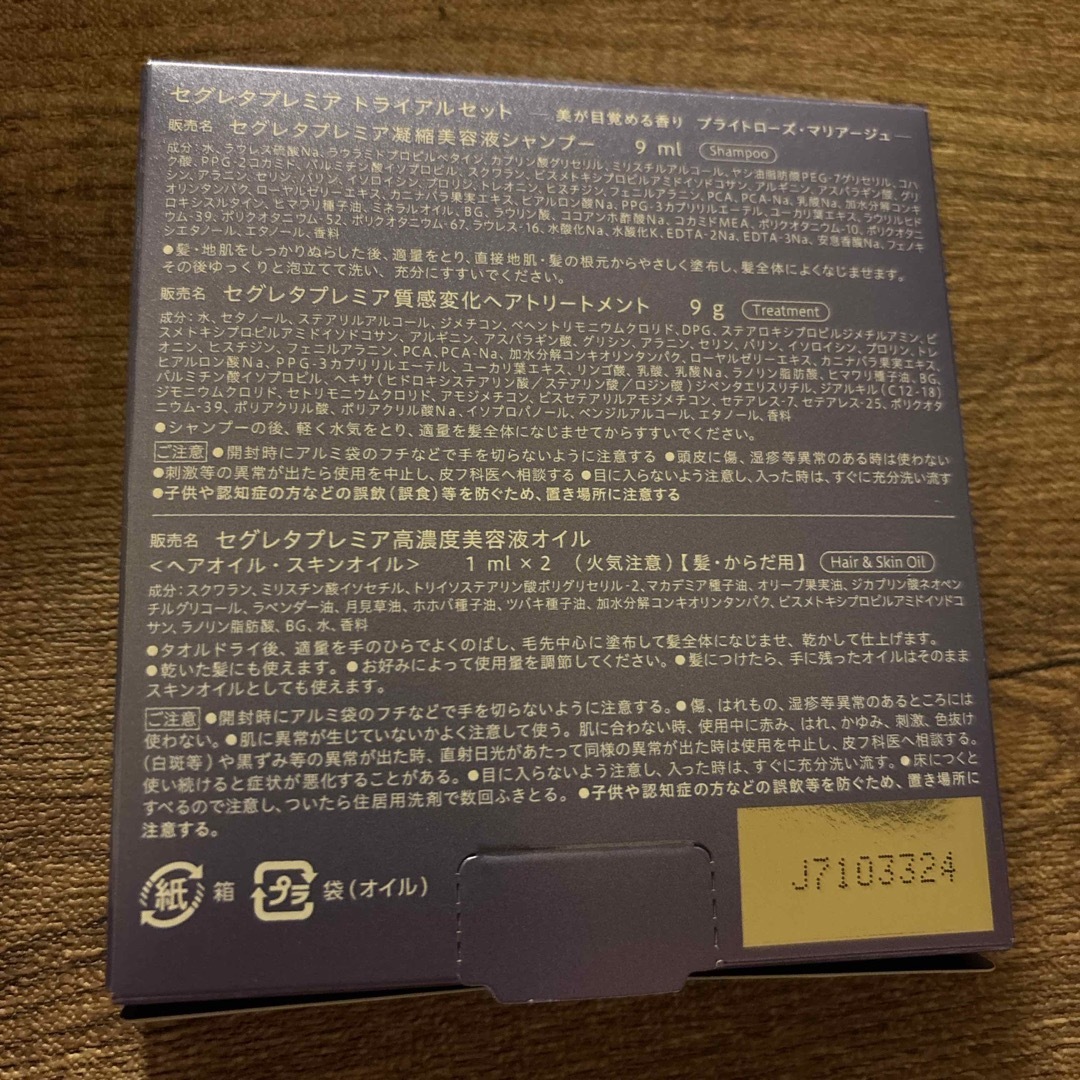 セグレタプレミア トライアルセット ―美が目覚める香り ブライトローズ・マリアージュ―
販売名 セグレタプレミア凝縮美容液シャンプー 9 ml Shampoo
成分：水、ラウレス硫酸Na、ラウラミドプロピルベタイン、カプリン酸グリセリル、ミリスチルアルコール、ヤシ油脂肪酸PEG-7グリセリル、コハ
ク酸、PPG-2コカミド、パルミチン酸イソプロピル、スクワラン、ビスメトキシプロピルアミドイソドコサン、アルギニン、アスパラギン酸、グリ
シン、アラニン、セリン、バリン、イソロイシン、プロリン、トレオニン、ヒスチジン、フェニルアラニン、PCA、PCA-Na、乳酸Na、加水分解コンキ
オリンタンパク、ローヤルゼリーエキス、カニナバラ果実エキス、ヒアルロン酸Na、PPG-3カプリリルエーテル、ユーカリ葉エキス、ラウリルヒド
ロキシスルタイン、ヒマワリ種子油、ミネラルオイル、BG、ラウリン酸、ココアンホ酢酸Na、コカミドMEA、ポリクオタニウム-10、ポリクオタニ
ウム-39、ポリクオタニウム-52、ポリクオタニウム-67、ラウレス-16、水酸化Na、水酸化K、EDTA-2Na、EDTA-3Na、安息香酸Na、フェノキ
シエタノール、エタノール、香料
●髪・地肌をしっかりぬらした後、適量をとり、直接地肌・髪の根元からやさしく塗布し、髪全体によくなじませます。
その後ゆっくりと泡立てて洗い、充分にすすいでください。
販売名 セグレタプレミア質感変化ヘアトリートメント 9 g Treatment
成分：水、セタノール、ステアリルアルコール、ジメチコン、ベヘントリモニウムクロリド、DPG、ステアロキシプロピルジメチルアミン、ビ
スメトキシプロピルアミドイソドコサン、アルギニン、アスパラギン酸、グリシン、アラニン、セリン、バリン、イソロイシン、プロリン、トレ
オニン、ヒスチジン、フェニルアラニン、PCA、PCA-Na、加水分解コンキオリンタンパク、ローヤルゼリーエキス、カニナバラ果実エキス、
ヒアルロン酸Na、PPG-3カプリリルエーテル、ユーカリ葉エキス、リンゴ酸、乳酸、乳酸Na、ラノリン脂肪酸、ヒマワリ種子油、BG、
パルミチン酸イソプロピル、ヘキサ(ヒドロキシステアリン酸/ステアリン酸/ロジン酸)ジペンタエリスリチル、ジアルキル(C12-18)
ジモニウムクロリド、セトリモニウムクロリド、アモジメチコン、ビスセテアリルアモジメチコン、セテアレス-7、セテアレス-25、ポリクオタ
ニウム-39、ポリアクリル酸、ポリアクリル酸Na、イソプロパノール、ベンジルアルコール、エタノール、香料
●シャンプーの後、軽く水気をとり、適量を髪全体になじませてからすすいでください。
ご注意 ●開封時にアルミ袋のフチなどで手を切らないように注意する ●頭皮に傷、湿疹等異常のある時は使わない
●刺激等の異常が出たら使用を中止し、皮フ科医へ相談する ●目に入らないよう注意し、入った時は、すぐに充分洗い流す
●子供や認知症の方などの誤飲(誤食)等を防ぐため、置き場所に注意する
販売名 セグレタプレミア高濃度美容液オイル
<ヘアオイル・スキンオイル> 1 ml×2 (火気注意)【髪・からだ用】 Hair & Skin Oil
成分：スクワラン、ミリスチン酸イソセチル、トリイソステアリン酸ポリグリセリル-2、マカデミア種子油、オリーブ果実油、ジカプリン酸ネオペン
チルグリコール、ラベンダー油、月見草油、ホホバ種子油、ツバキ種子油、加水分解コンキオリンタンパク、ビスメトキシプロピルアミドイソドコ
サン、ラノリン脂肪酸、BG、水、香料
●タオルドライ後、適量を手のひらでよくのばし、毛先中心に塗布して髪全体になじませ、乾かして仕上げます。
●乾いた髪にも使えます。●お好みによって使用量を調節してください。●髪につけたら、手に残ったオイルはそのまま
スキンオイルとしても使えます。
ご注意 ●開封時にアルミ袋のフチなどで手を切らないように注意する。●傷、はれもの、湿疹等異常のあるところには
使わない。●肌に異常が生じていないかよく注意して使う。肌に合わない時、使用中に赤み、はれ、かゆみ、刺激、色抜け
(白斑等)や黒ずみ等の異常が出た時、直射日光があたって同様の異常が出た時は使用を中止し、皮フ科医へ相談する。
使い続けると症状が悪化することがある。●目に入らないよう注意し、入った時は、すぐに充分洗い流す。●床につくと
すべるので注意し、ついたら住居用洗剤で数回ふきとる。●子供や認知症の方などの誤飲等を防ぐため、置き場所に
注意する。
紙 箱 プラ 袋(オイル)
J7103324